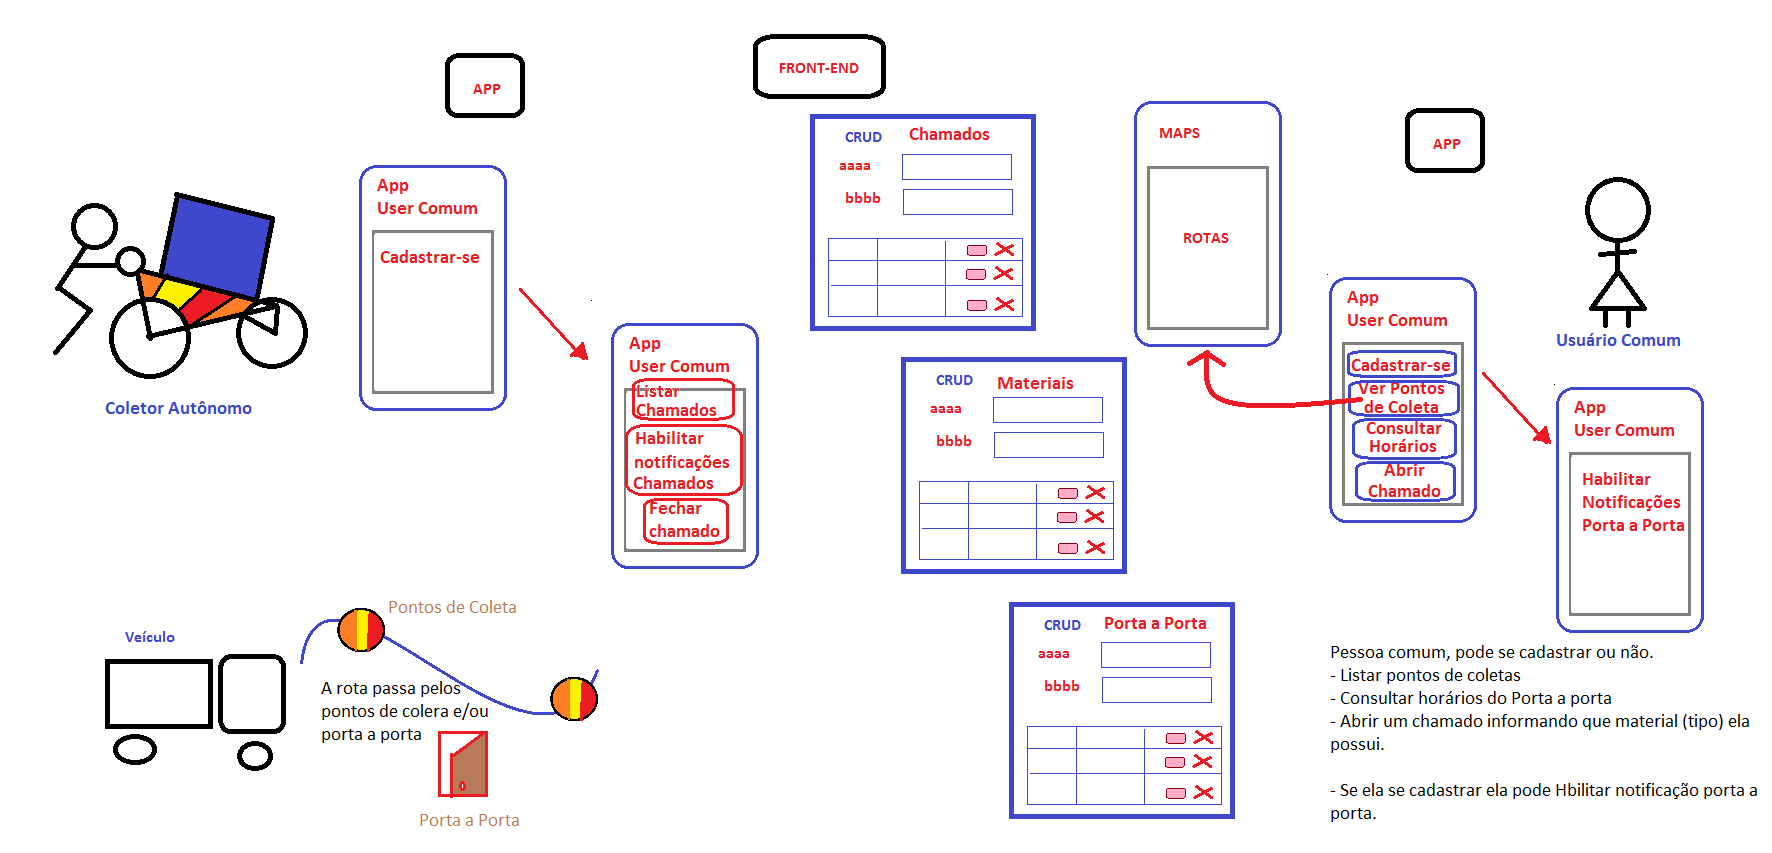 APP
FRONT-END
APP
App
User Comum
Cadastrar-se
Coletor Autônomo
App
User Comum
Listar
Chamados
Habilitar
notificações
Chamados
Fechar
chamado
CRUD
Chamados
aaaa
bbbb
CRUD
Materiais
aaaa
bbbb
CRUD
Porta a Porta
aaaa
bbbb
MAPS
ROTAS
App
User Comum
Cadastrar-se
Ver Pontos
de Coleta
Consultar
Horários
Abrir
Chamado
Usuário Comum
App
User Comum
Habilitar
Notificações
Porta a Porta
Veículo
Pontos de Coleta
A rota passa pelos
pontos de colera e/ou
porta a porta
Porta a Porta
Pessoa comum, pode se cadastrar ou não.
- Listar pontos de coletas
- Consultar horários do Porta a porta
- Abrir um chamado informando que material (tipo) ela
possui.
- Se ela se cadastrar ela pode Hbilitar notificação porta a
porta.